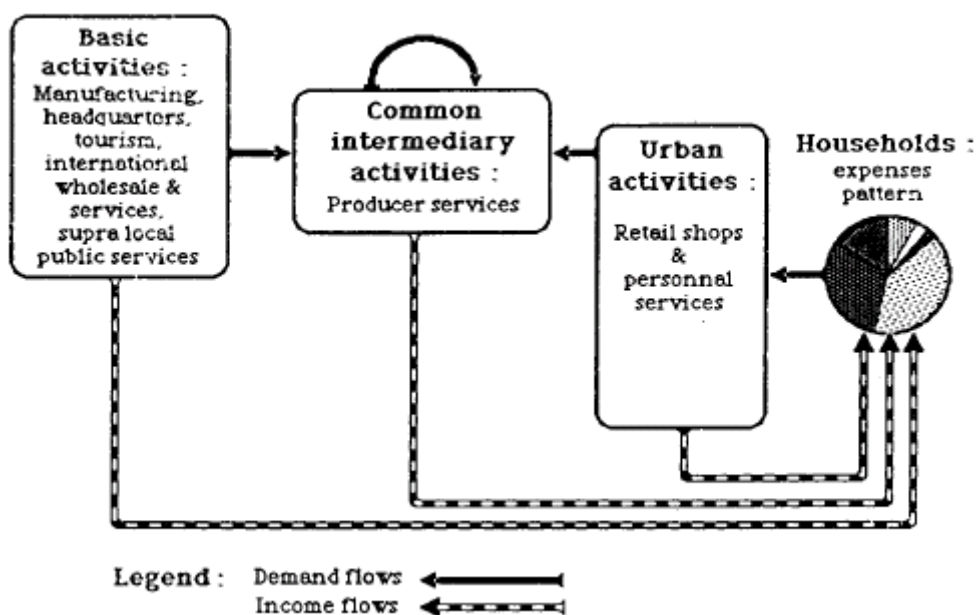 Basic
activities :
Manufacturing,
headquarters,
tourism,
international
wholesale &
services,
supra local
public services
Common
intermediary
activities :
Producer services
Urban
activities :
Retail shops
&
personnal
services
Households :
expenses
pattern
Legend : Demand flows
Income flows